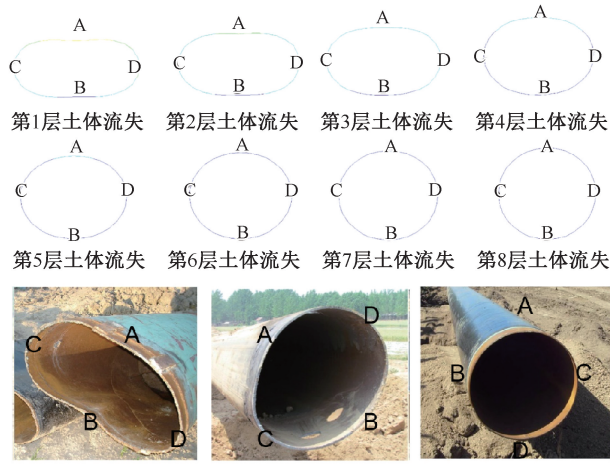 A A A A
C D C D C D C D
B B B B
第1层土体流失 第2层土体流失 第3层土体流失 第4层土体流失
A A A A
C D C D C D C D
B B B B
第5层土体流失 第6层土体流失 第7层土体流失 第8层土体流失
C A B D
A D B C
A B C D